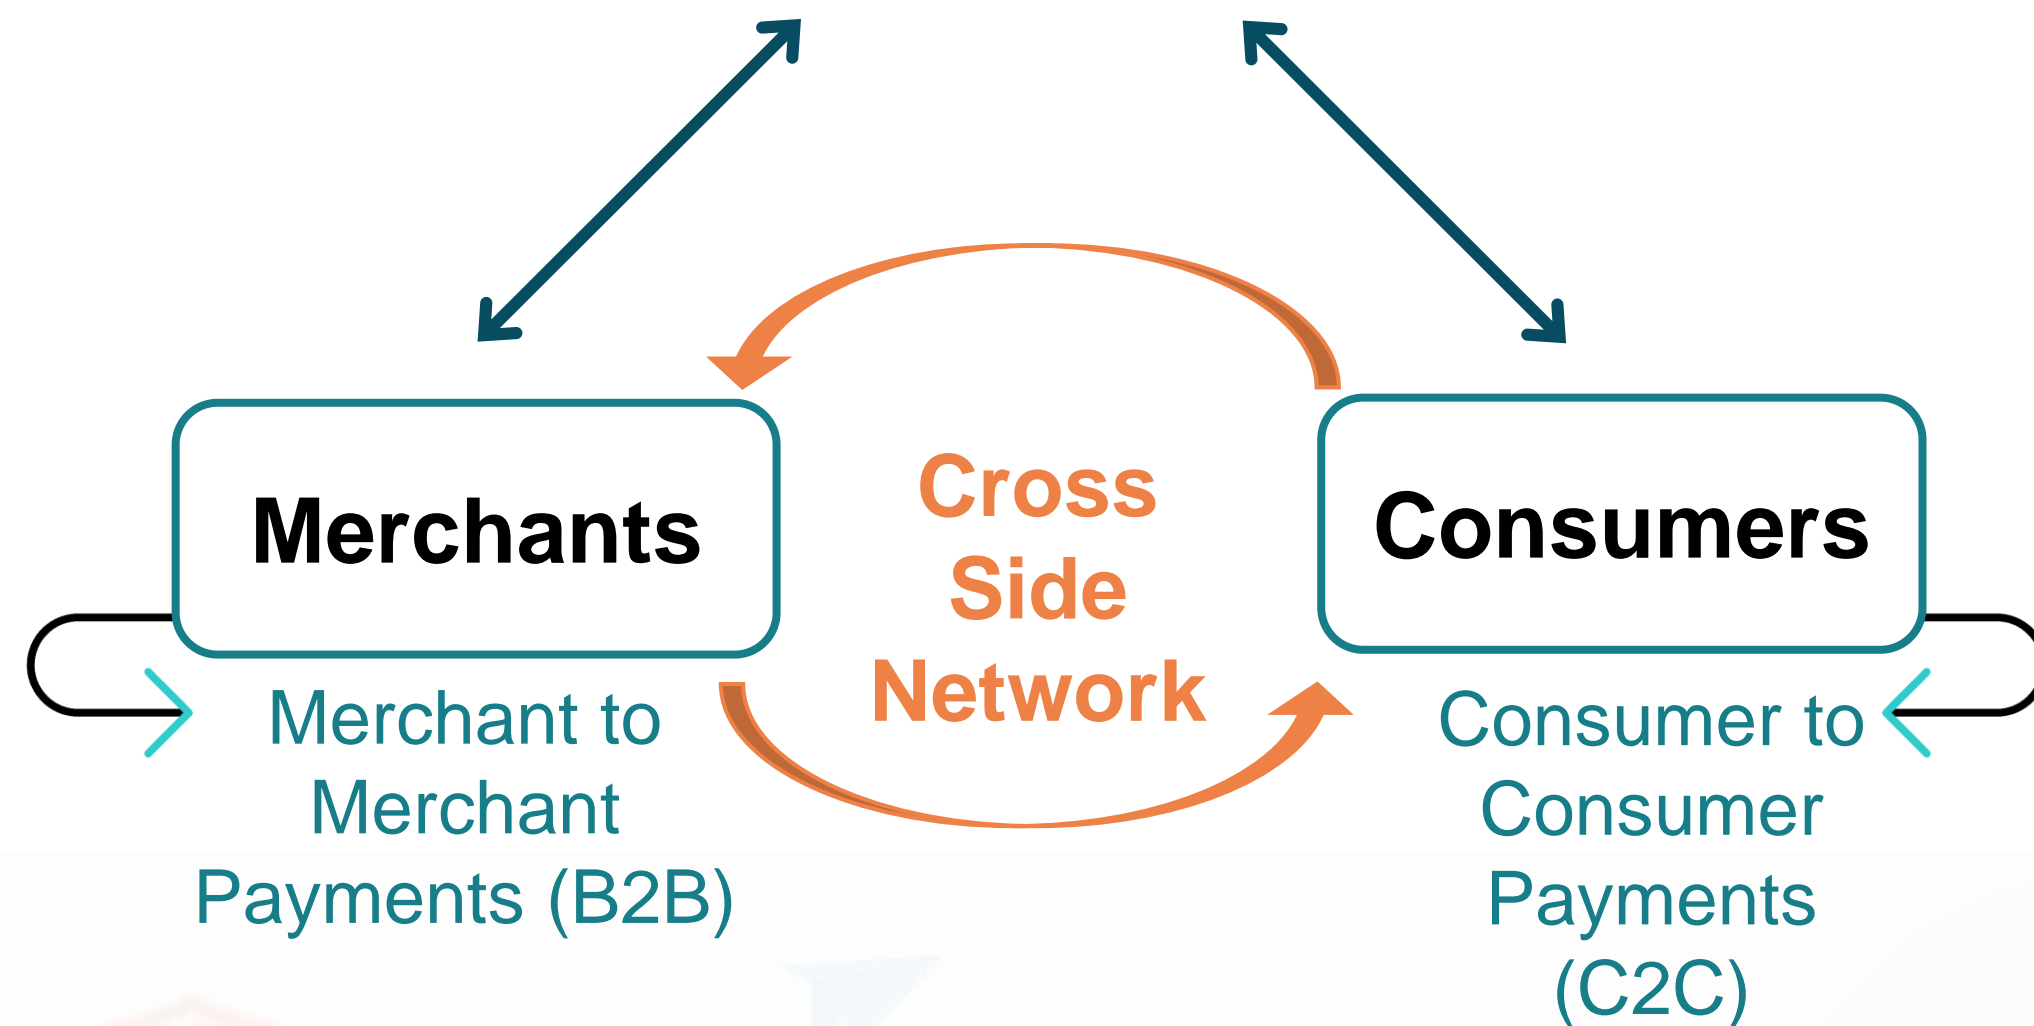 Merchants
Consumers
Cross
Side
Network
Merchant to
Merchant
Payments (B2B)
Consumer to
Consumer
Payments
(C2C)